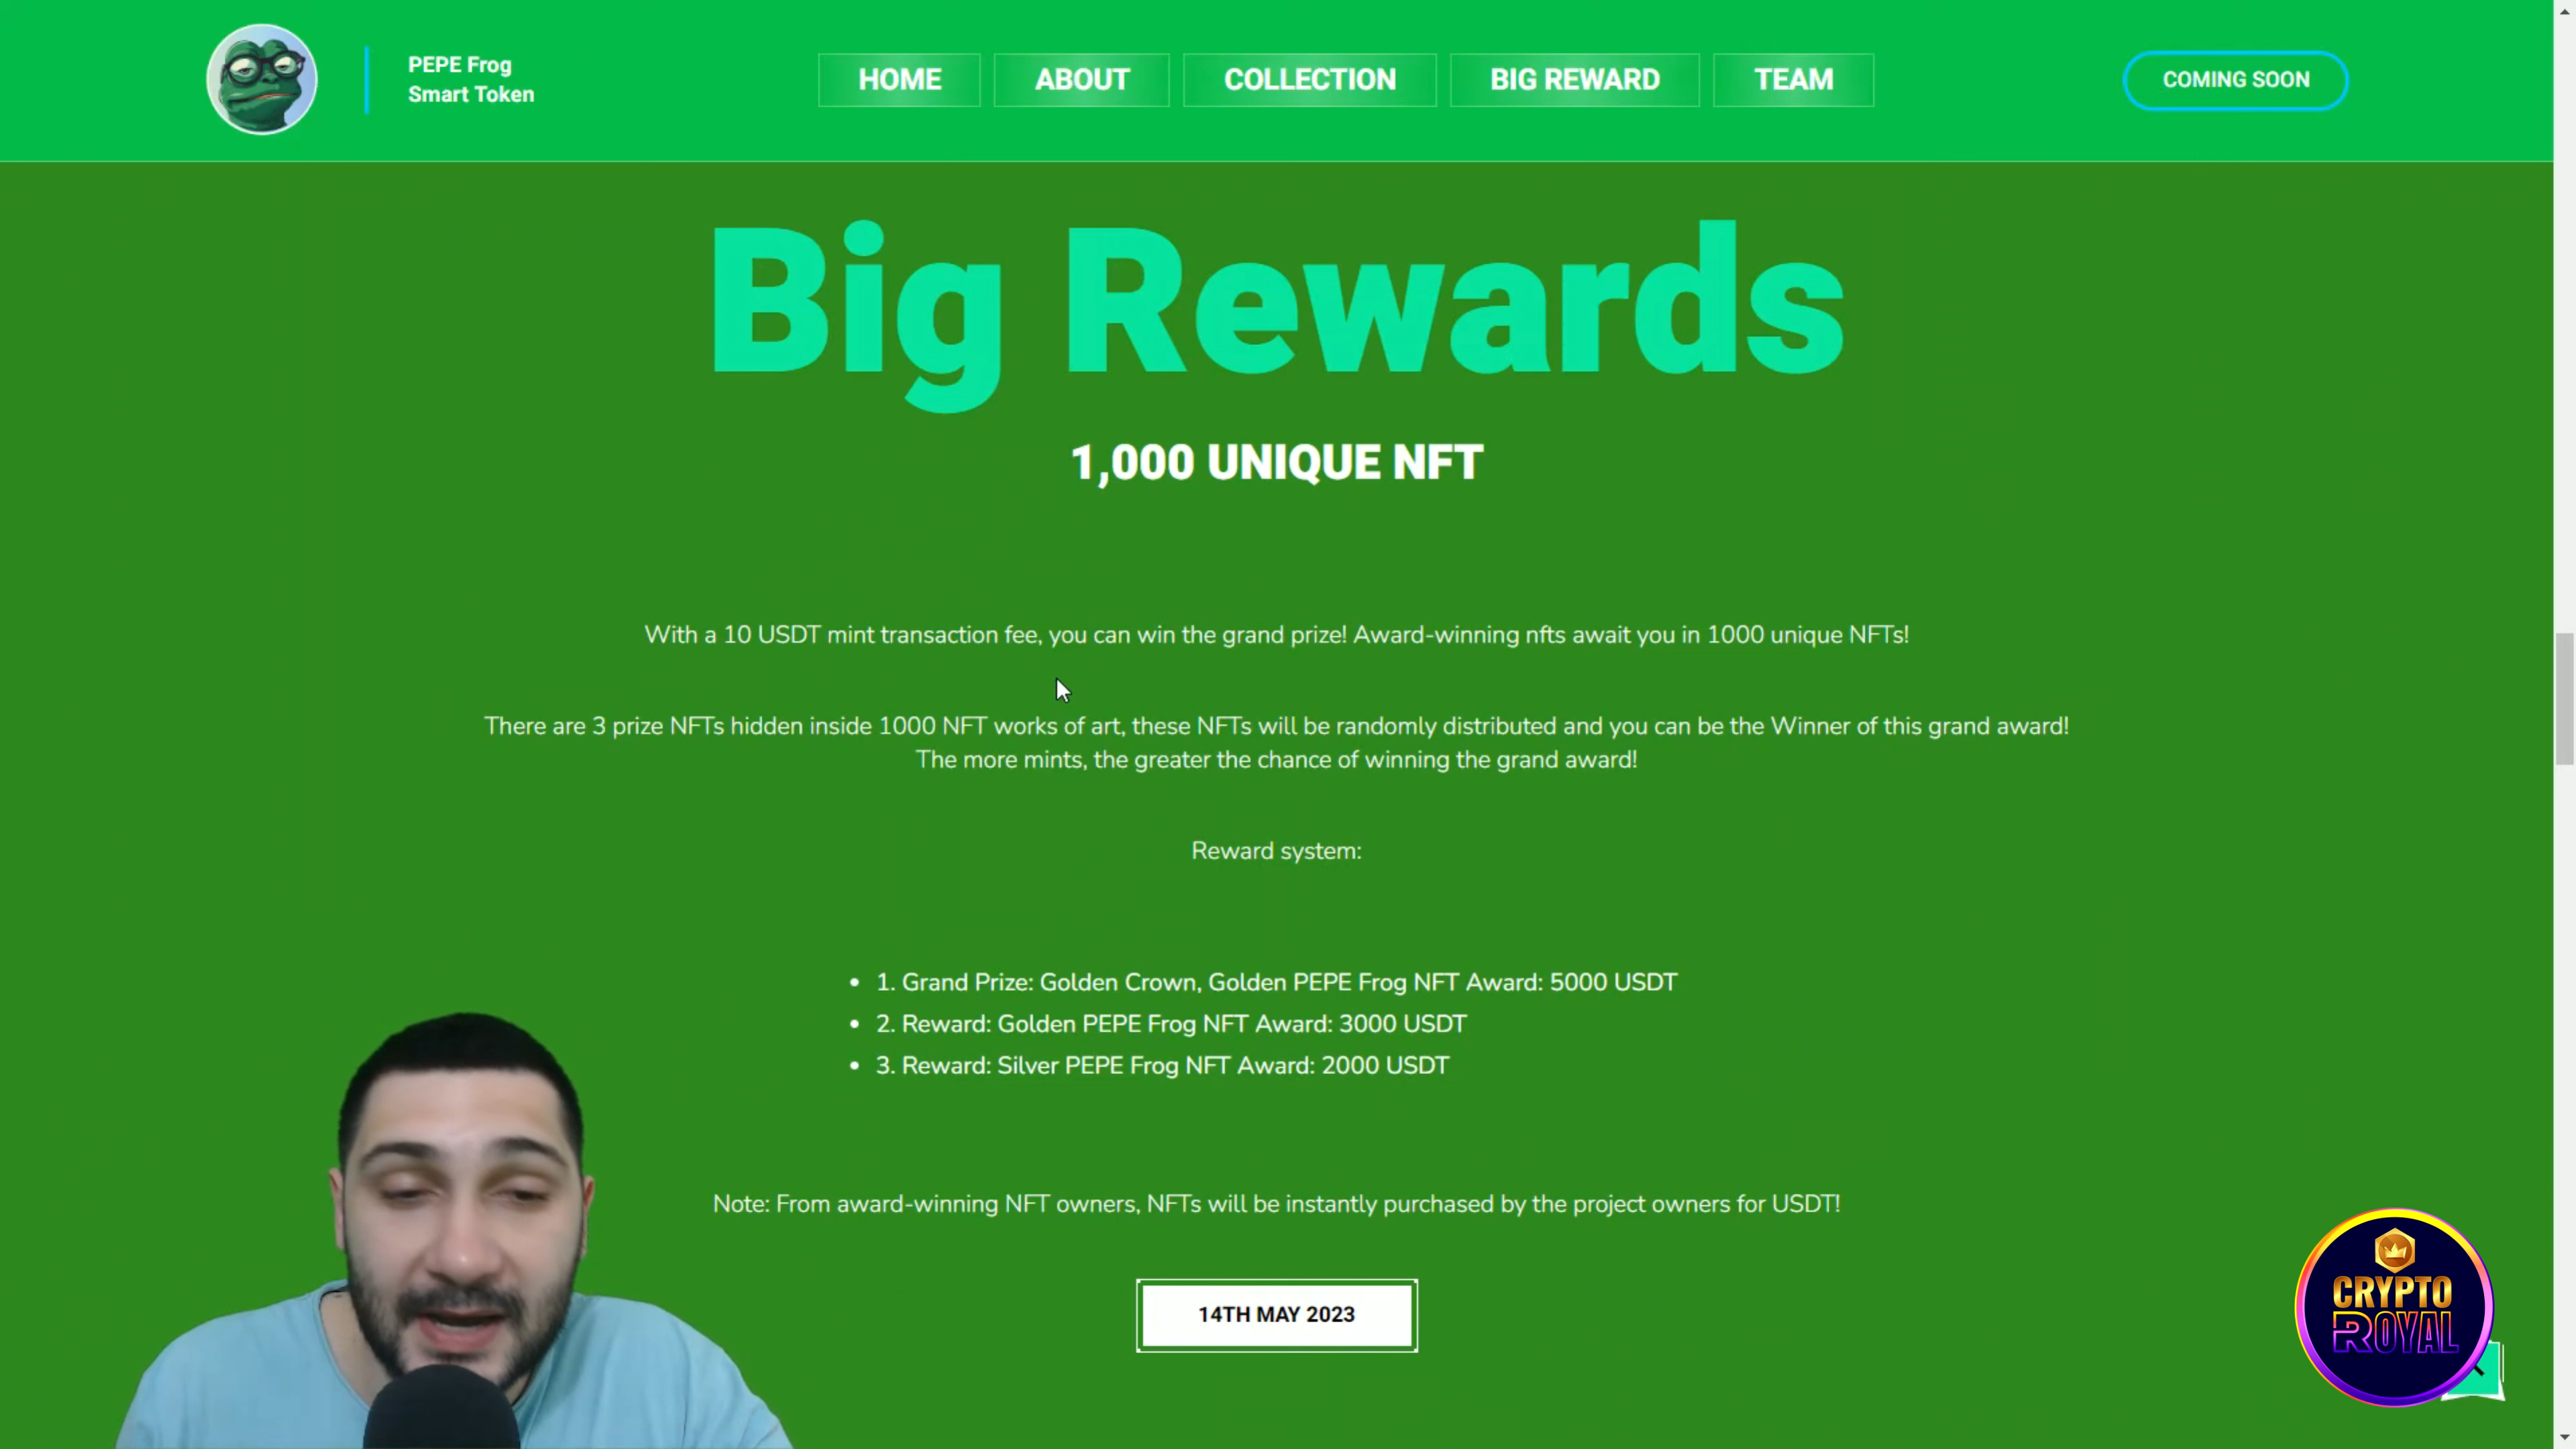 PEPE Frog
Smart Token
HOME
ABOUT
COLLECTION
BIG REWARD
TEAM
COMING SOON
Big Rewards
1,000 UNIQUE NFT
With a 10 USDT mint transaction fee, you can win the grand prize! Award-winning nfts await you in 1000 unique NFTs!
There are 3 prize NFTs hidden inside 1000 NFT works of art, these NFTs will be randomly distributed and you can be the Winner of this grand award!
The more mints, the greater the chance of winning the grand award!
Reward system:
• 1. Grand Prize: Golden Crown, Golden PEPE Frog NFT Award: 5000 USDT
• 2. Reward: Golden PEPE Frog NFT Award: 3000 USDT
• 3. Reward: Silver PEPE Frog NFT Award: 2000 USDT
Note: From award-winning NFT owners, NFTs will be instantly purchased by the project owners for USDT!
14TH MAY 2023
CRYPTO
ROYAL